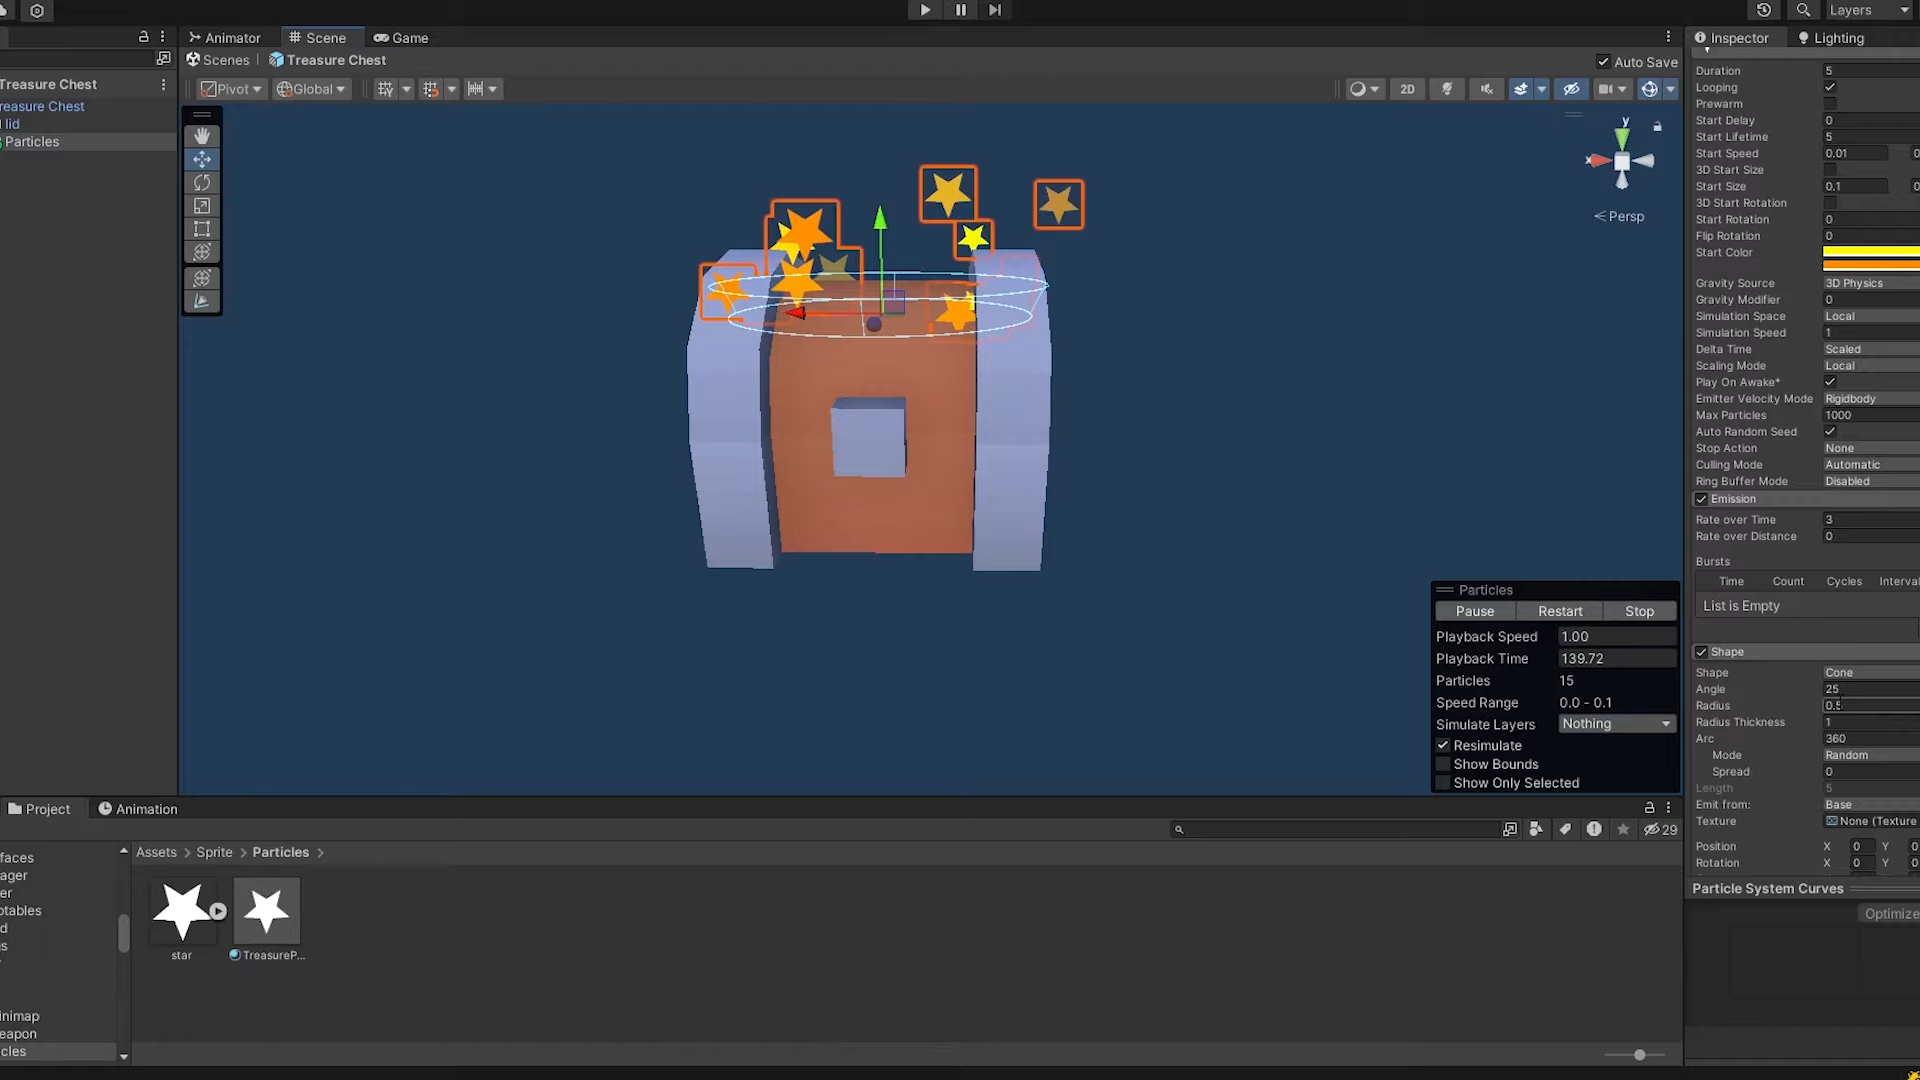 Layers
Animator
Scene
Game
Inspector
Lighting
Scenes
Treasure Chest
Auto Save
Pivot
Global
2D
Treasure Chest
reasure Chest
lid
Particles
y
x
Persp
Duration 5
Looping
Prewarm
Start Delay 0
Start Lifetime 5
Start Speed 0.01 0
3D Start Size
Start Size 0.1 0
3D Start Rotation
Start Rotation 0
Flip Rotation 0
Start Color
Gravity Source 3D Physics
Gravity Modifier 0
Simulation Space Local
Simulation Speed 1
Delta Time Scaled
Scaling Mode Local
Play On Awake*
Emitter Velocity Mode Rigidbody
Max Particles 1000
Auto Random Seed
Stop Action None
Culling Mode Automatic
Ring Buffer Mode Disabled
Emission
Rate over Time 3
Rate over Distance 0
Bursts
Time Count Cycles Interval
List is Empty
Shape
Shape Cone
Angle 25
Radius 0.5
Radius Thickness 1
Arc 360
Mode Random
Spread 0
Length 5
Emit from: Base
Texture None (Texture
Position X 0 Y 0
Rotation X 0 Y 0
Particle System Curves
Optimize
Particles
Pause Restart Stop
Playback Speed 1.00
Playback Time 139.72
Particles 15
Speed Range 0.0 - 0.1
Simulate Layers Nothing
Resimulate
Show Bounds
Show Only Selected
Project
Animation
29
Assets > Sprite > Particles >
faces
ager
er
otables
d
s
inimap
eapon
cles
star
TreasureP...